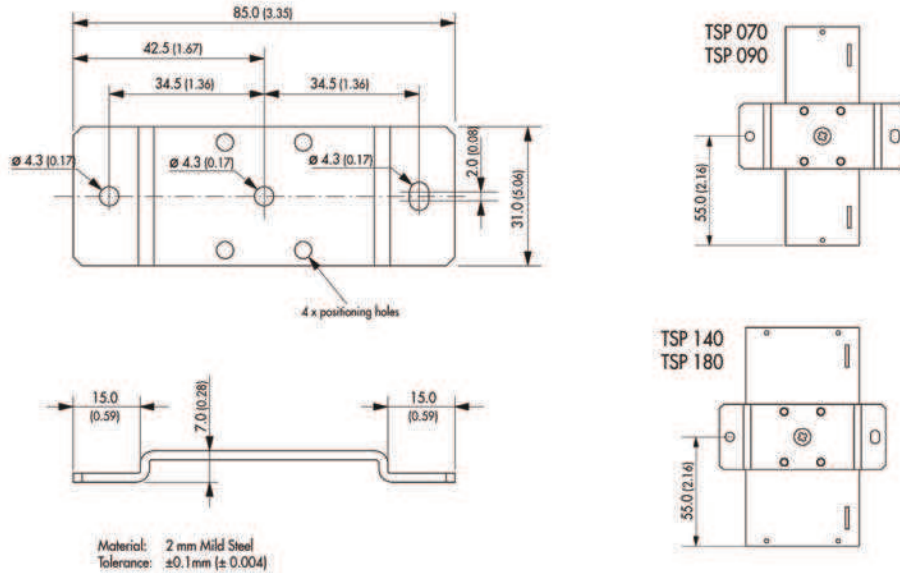 85.0 (3.35)
42.5 (1.67)
34.5 (1.36)
34.5 (1.36)
ø 4.3 (0.17)
ø 4.3 (0.17)
ø 4.3 (0.17)
2.0 (0.08)
31.0 (5.06)
4 x positioning holes
15.0
(0.59)
7.0 (0.28)
15.0
(0.59)
Material: 2 mm Mild Steel
Tolerance: ±0.1mm (± 0.004)
TSP 070
TSP 090
55.0 (2.16)
TSP 140
TSP 180
55.0 (2.16)